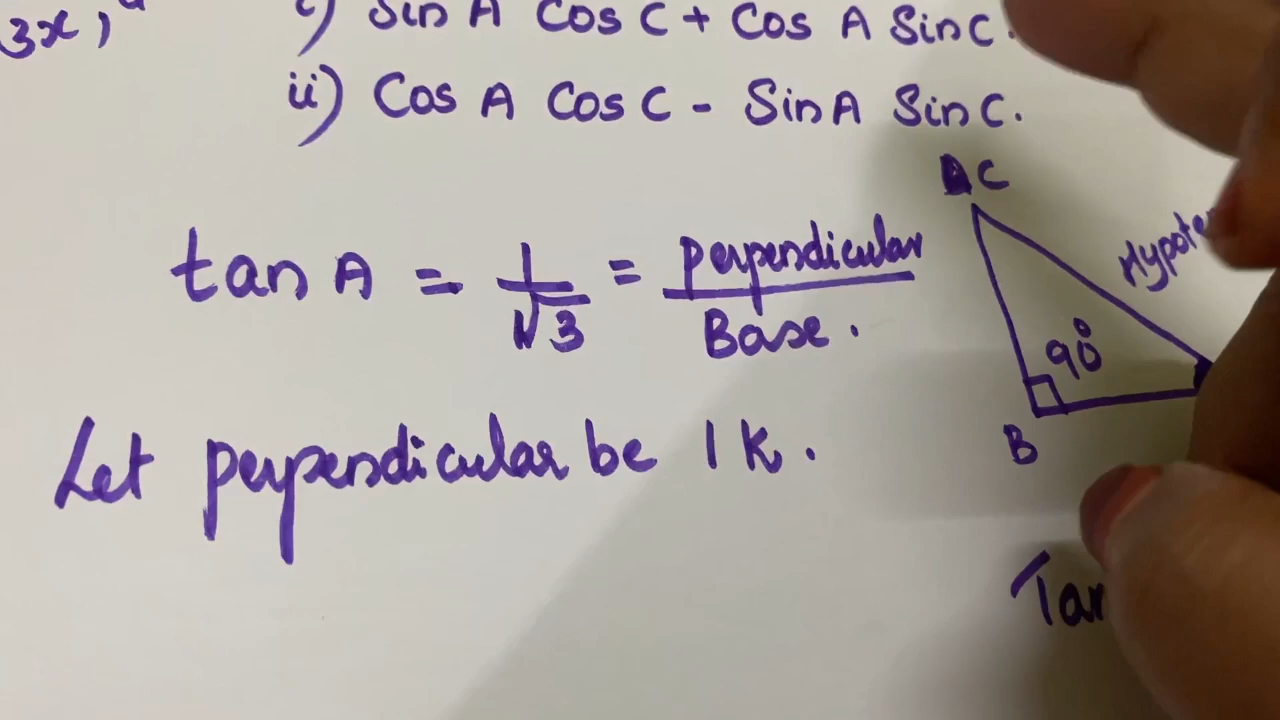 3x,
i) Sin A Cos C + Cos A Sin C.
ii) Cos A Cos C - Sin A Sin C.
C
tan A = 1/√3 = Perpendicular/Base.
90°
B
Let perpendicular be 1K.